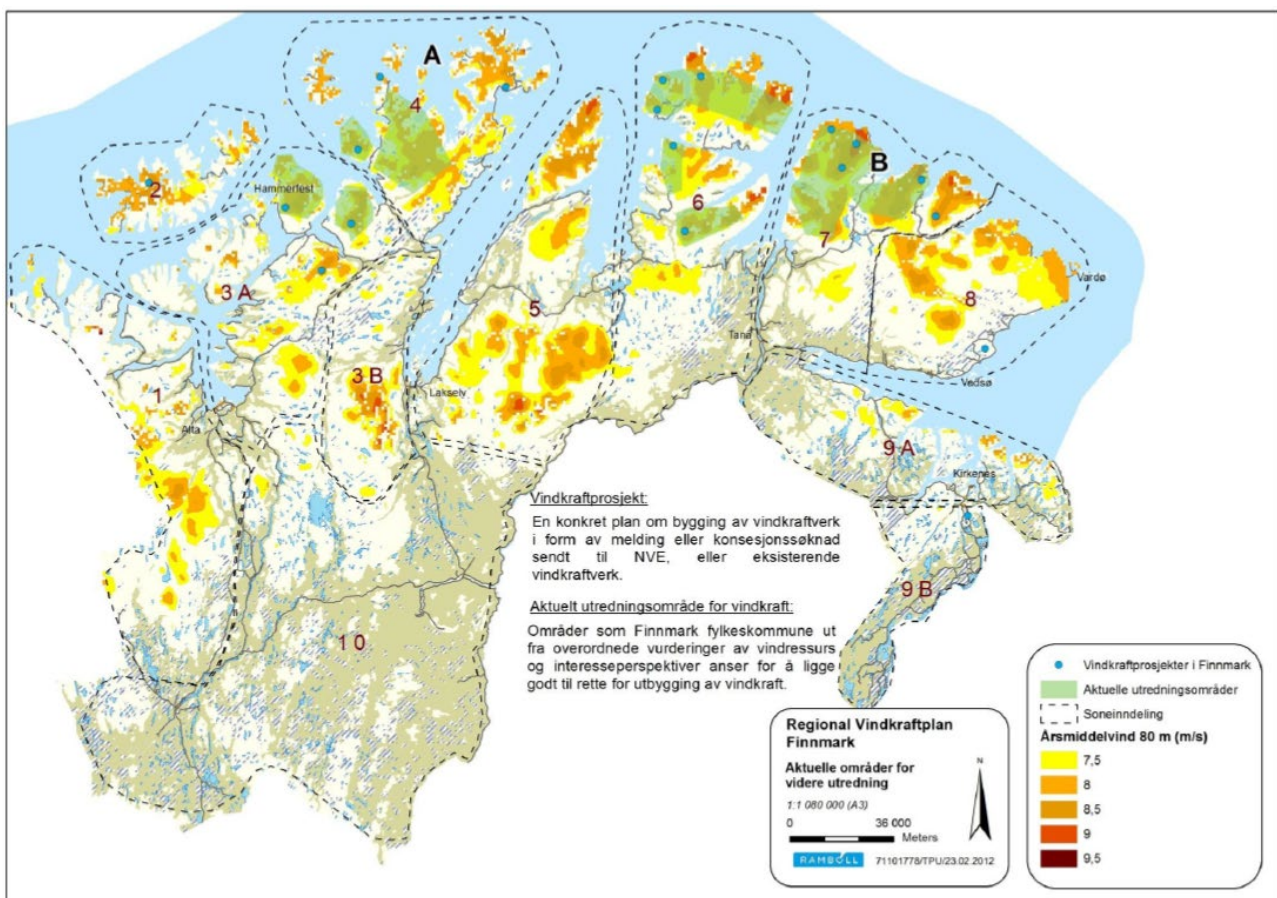 A
4
B
2
Hammerfest
6
7
3 A
Vardø
8
5
Tana
3 B
Vadsø
1
Lakselv
Alta
9 A
Kirkenes
Vindkraftprosjekt:
En konkret plan om bygging av vindkraftverk
i form av melding eller konsesjonssøknad
sendt til NVE, eller eksisterende
vindkraftverk.
Aktuelt utredningsområde for vindkraft:
Områder som Finnmark fylkeskommune ut
fra overordnede vurderinger av vindressurs
og interesseperspektiver anser for å ligge
godt til rette for utbygging av vindkraft.
9 B
10
Regional Vindkraftplan
Finnmark
Aktuelle områder for
videre utredning
1:1 080 000 (A3)
0 36 000
Meters
N
RAMBOLL 71101778/TPU/23.02.2012
Vindkraftprosjekter i Finnmark
Aktuelle utredningsområder
Soneinndeling
Årsmiddelvind 80 m (m/s)
7,5
8
8,5
9
9,5